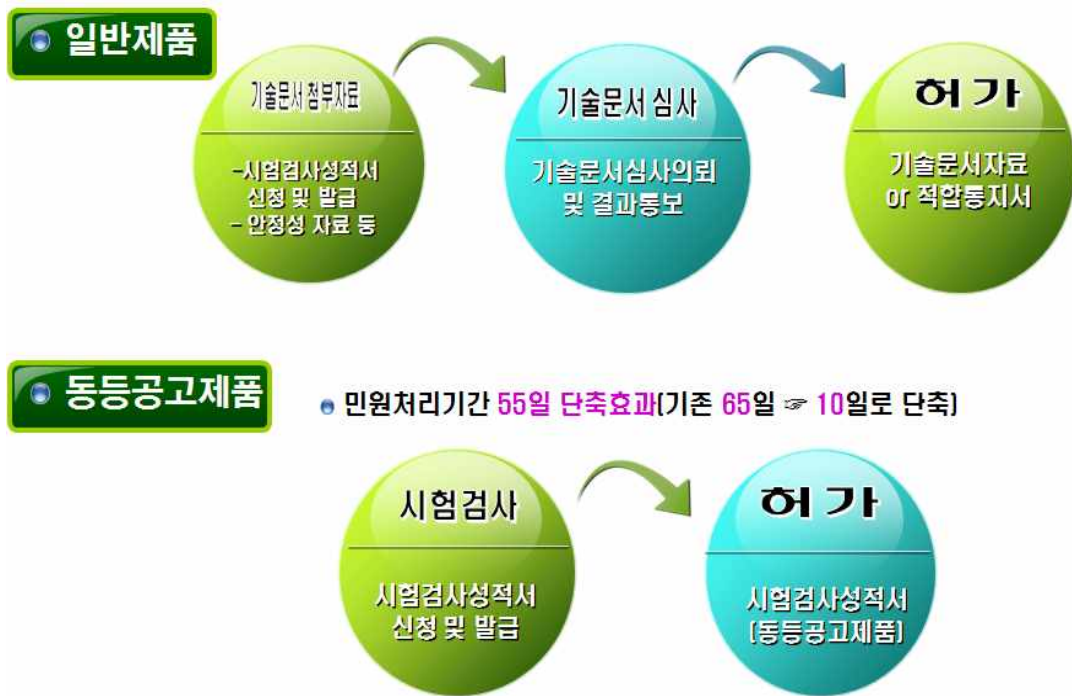 일반제품
기술문서 첨부자료
-시험검사성적서
신청 및 발급
- 안정성 자료 등
기술문서 심사
기술문서심사의뢰
및 결과통보
허가
기술문서자료
or 적합통지서
동등공고제품
민원처리기간 55일 단축효과(기존 65일 ☞ 10일로 단축)
시험검사
시험검사성적서
신청 및 발급
허가
시험검사성적서
(동등공고제품)